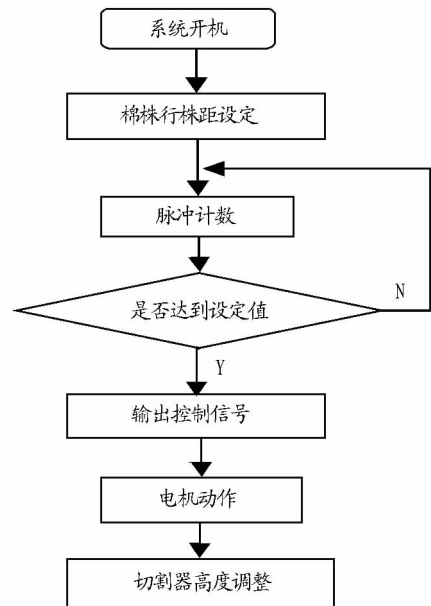 系统开机
棉株行株距设定
脉冲计数
是否达到设定值
N
Y
输出控制信号
电机动作
切割器高度调整